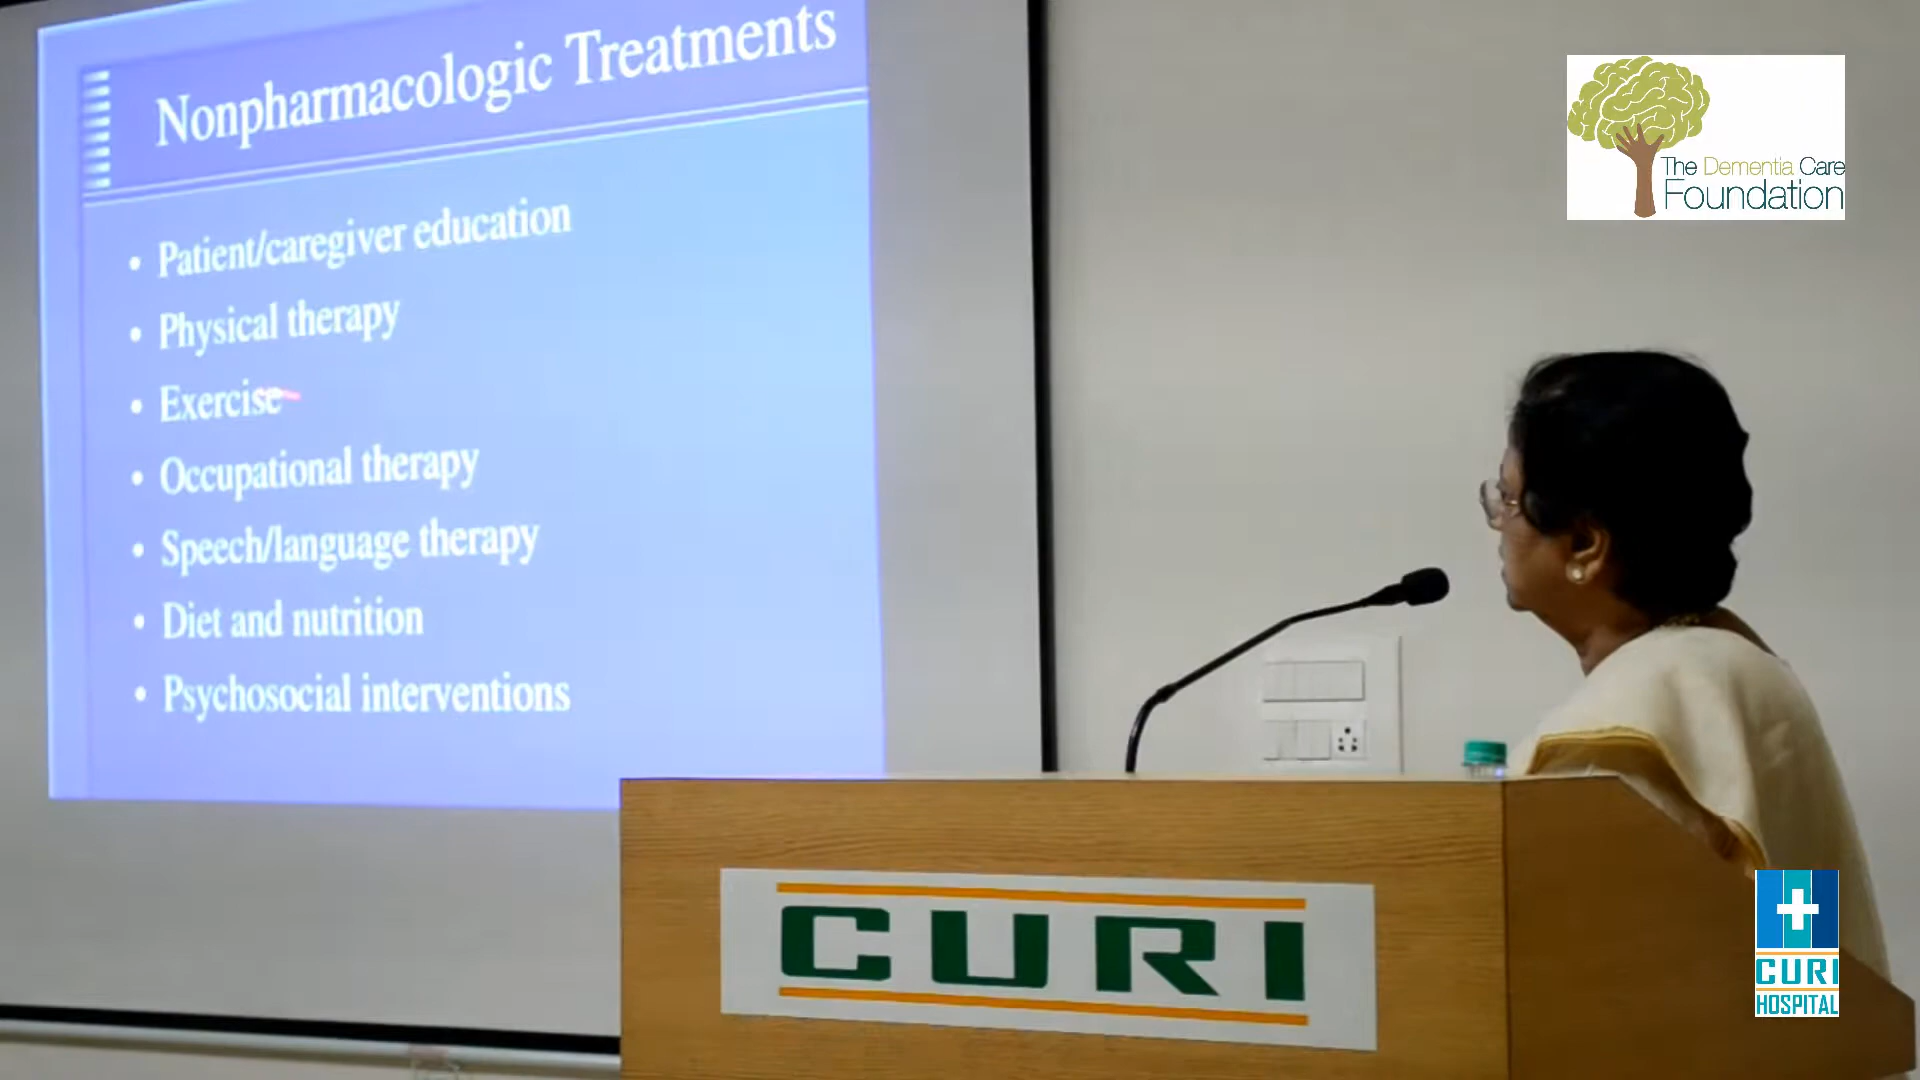 Nonpharmacologic Treatments
• Patient/caregiver education
• Physical therapy
• Exercise
• Occupational therapy
• Speech/language therapy
• Diet and nutrition
• Psychosocial interventions
The Dementia Care
Foundation
CURI
CURI
HOSPITAL